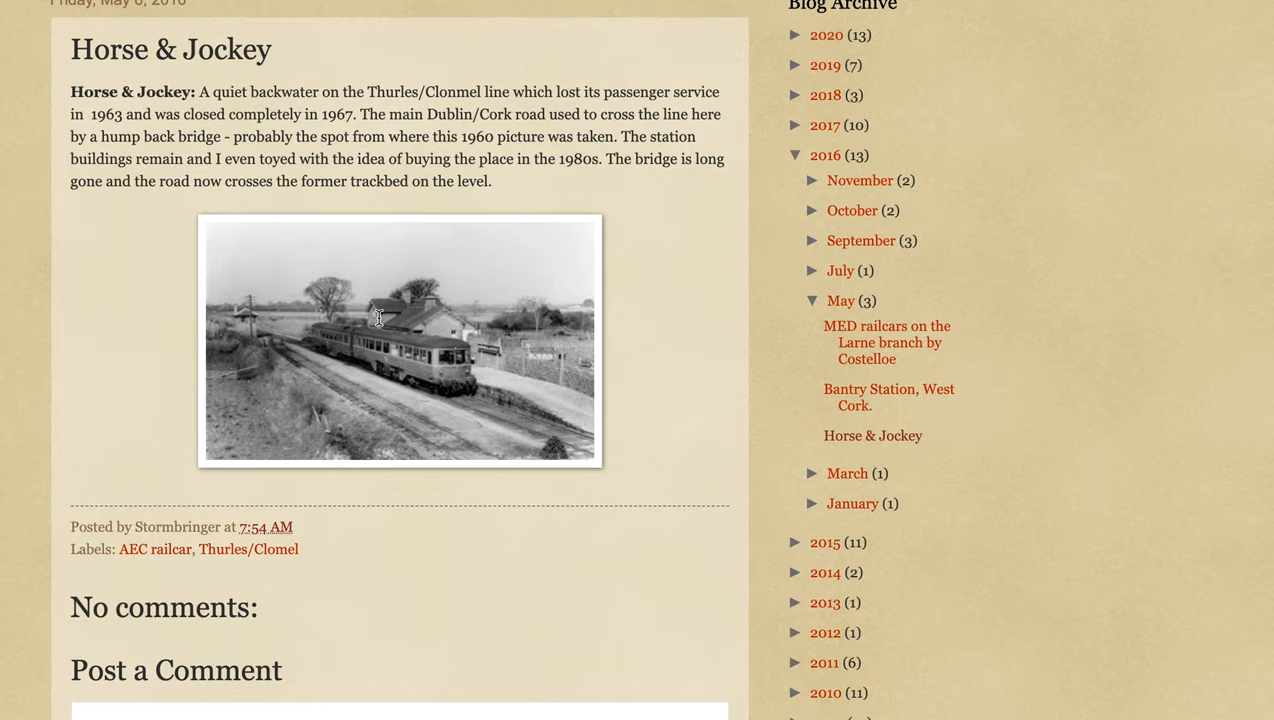 Friday, May 6, 2016
Horse & Jockey
Horse & Jockey: A quiet backwater on the Thurles/Clonmel line which lost its passenger service
in 1963 and was closed completely in 1967. The main Dublin/Cork road used to cross the line here
by a hump back bridge - probably the spot from where this 1960 picture was taken. The station
buildings remain and I even toyed with the idea of buying the place in the 1980s. The bridge is long
gone and the road now crosses the former trackbed on the level.
Posted by Stormbringer at 7:54 AM
Labels: AEC railcar, Thurles/Clomel
No comments:
Post a Comment
Blog Archive
► 2020 (13)
► 2019 (7)
► 2018 (3)
► 2017 (10)
▼ 2016 (13)
► November (2)
► October (2)
► September (3)
► July (1)
▼ May (3)
MED railcars on the
Larne branch by
Costelloe
Bantry Station, West
Cork.
Horse & Jockey
► March (1)
► January (1)
► 2015 (11)
► 2014 (2)
► 2013 (1)
► 2012 (1)
► 2011 (6)
► 2010 (11)